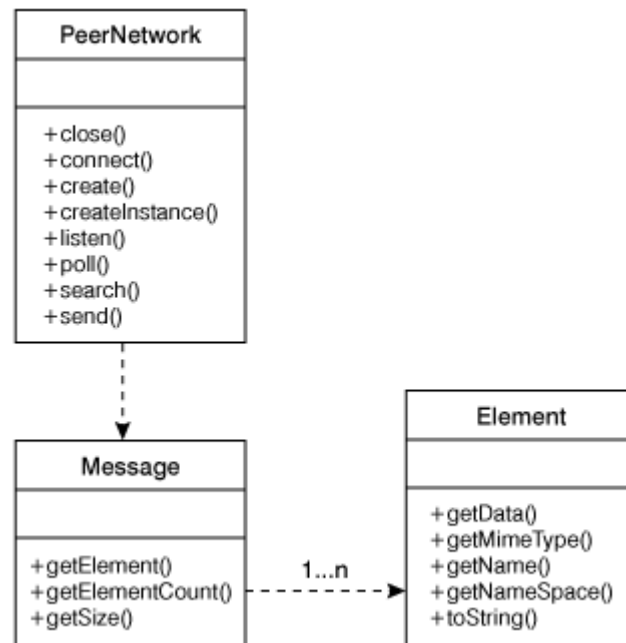 PeerNetwork
+close()
+connect()
+create()
+createInstance()
+listen()
+poll()
+search()
+send()
Message
+getElement()
+getElementCount()
+getSize()
1...n
Element
+getData()
+getMimeType()
+getName()
+getNameSpace()
+toString()